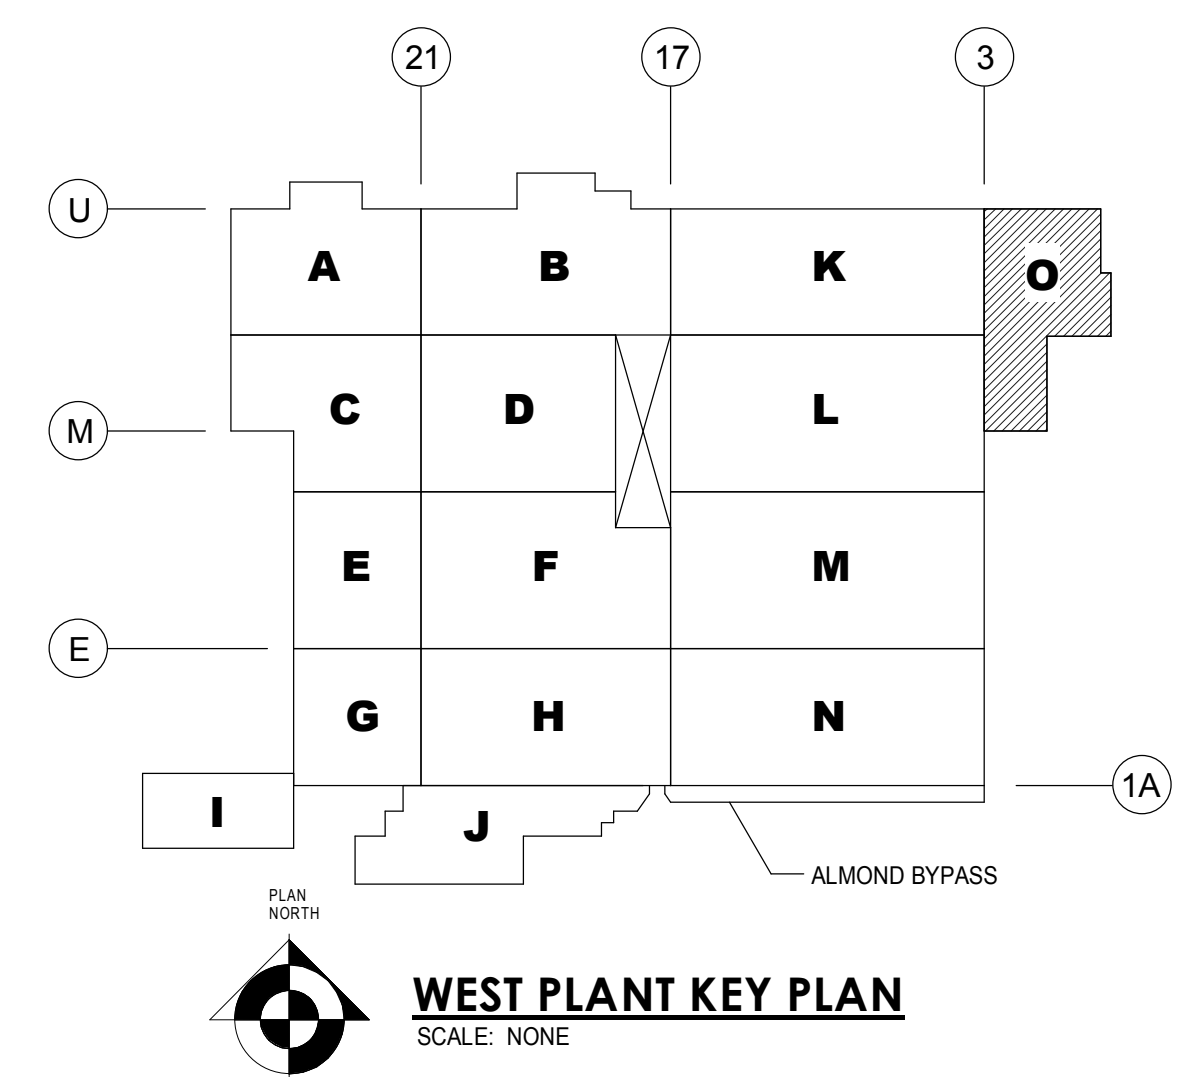 21 17 3
U
A B K O
C D L
M
E F M
E
G H N
1A
I J
ALMOND BYPASS
PLAN
NORTH
WEST PLANT KEY PLAN
SCALE: NONE